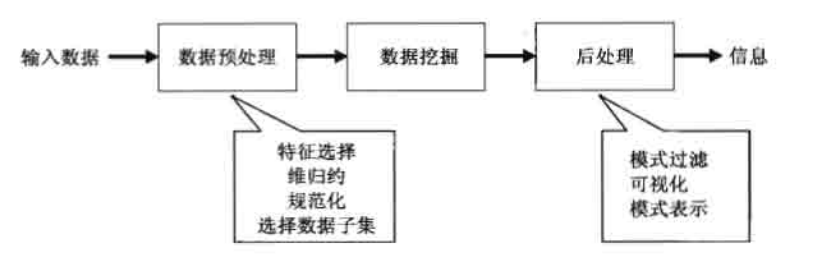 输入数据
数据预处理
数据挖掘
后处理
信息
特征选择
维归约
规范化
选择数据子集
模式过滤
可视化
模式表示